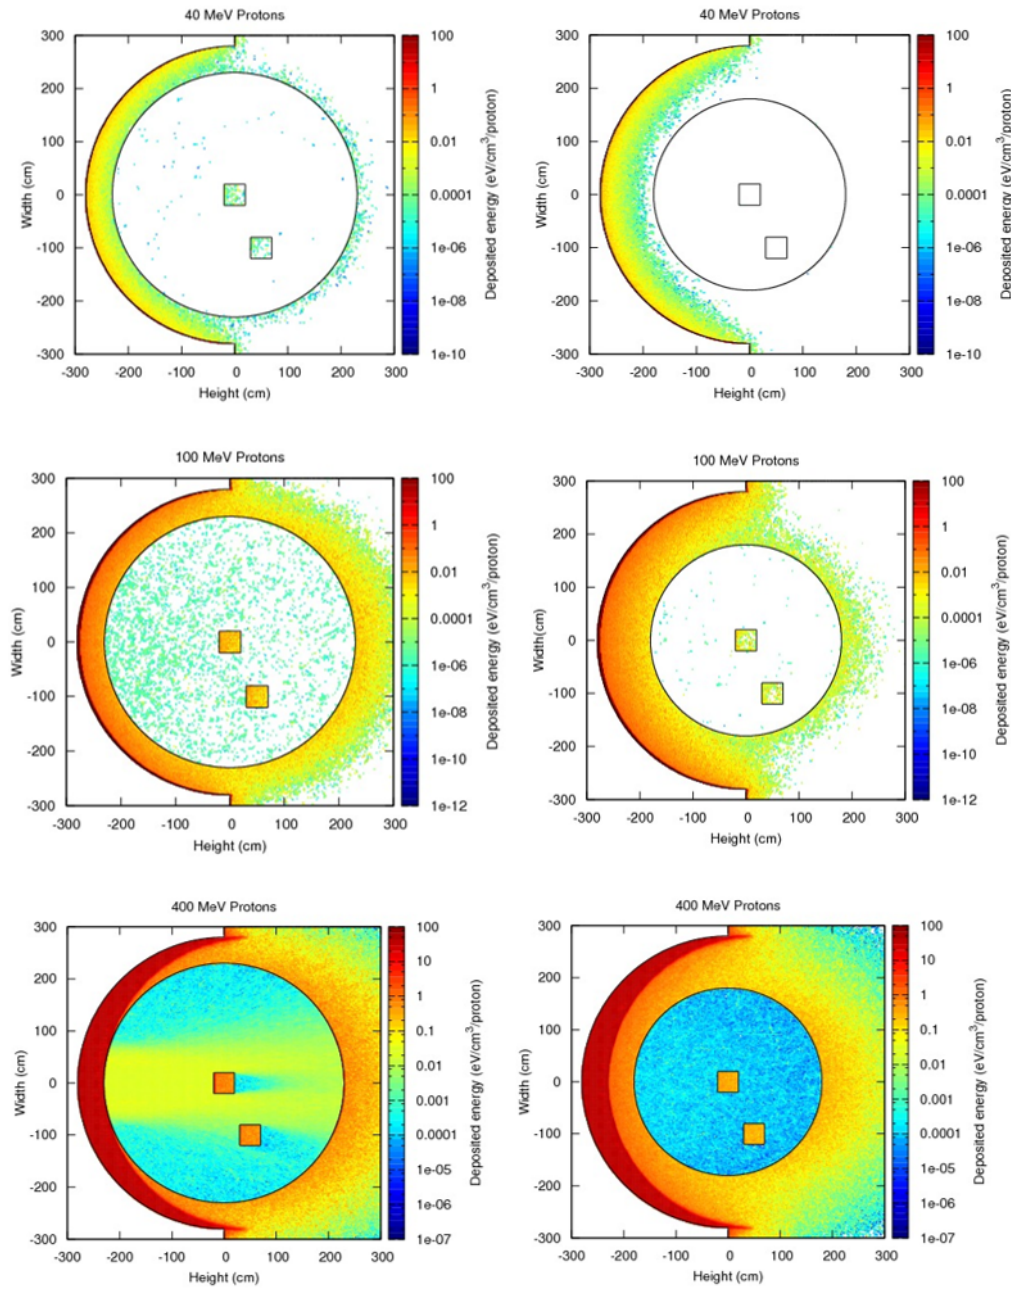 40 MeV Protons
300
200
100
0
-100
-200
-300
Width (cm)
-300 -200 -100 0 100 200 300
Height (cm)
100
1
0.01
0.0001
1e-06
1e-08
1e-10
Deposited energy (eV/cm³/proton)
40 MeV Protons
300
200
100
0
-100
-200
-300
Width (cm)
-300 -200 -100 0 100 200 300
Height (cm)
100
1
0.01
0.0001
1e-06
1e-08
1e-10
Deposited energy (eV/cm³/proton)
100 MeV Protons
300
200
100
0
-100
-200
-300
Width (cm)
-300 -200 -100 0 100 200 300
Height (cm)
100
1
0.01
0.0001
1e-06
1e-08
1e-10
1e-12
Deposited energy (eV/cm³/proton)
100 MeV Protons
300
200
100
0
-100
-200
-300
Width(cm)
-300 -200 -100 0 100 200 300
Height (cm)
100
1
0.01
0.0001
1e-06
1e-08
1e-10
1e-12
Deposited energy (eV/cm³/proton)
400 MeV Protons
300
200
100
0
-100
-200
-300
Width (cm)
-300 -200 -100 0 100 200 300
Height (cm)
100
10
1
0.1
0.01
0.001
0.0001
1e-05
1e-06
1e-07
Deposited energy (eV/cm³/proton)
400 MeV Protons
300
200
100
0
-100
-200
-300
Width (cm)
-300 -200 -100 0 100 200 300
Height (cm)
100
10
1
0.1
0.01
0.001
0.0001
1e-05
1e-06
1e-07
Deposited energy (eV/cm³/proton)